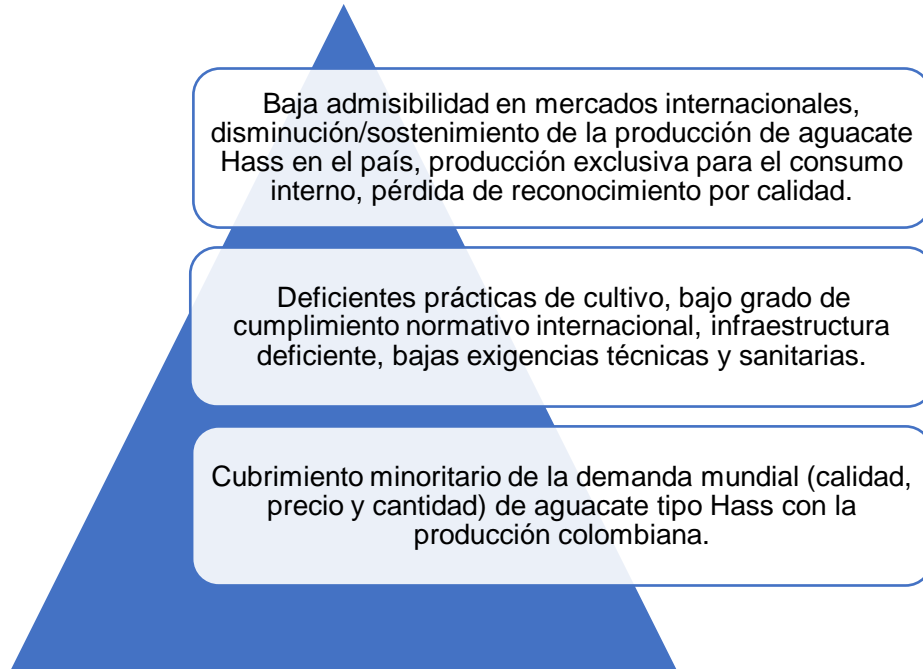 Baja admisibilidad en mercados internacionales,
disminución/sostenimiento de la producción de aguacate
Hass en el país, producción exclusiva para el consumo
interno, pérdida de reconocimiento por calidad.
Deficientes prácticas de cultivo, bajo grado de
cumplimiento normativo internacional, infraestructura
deficiente, bajas exigencias técnicas y sanitarias.
Cubrimiento minoritario de la demanda mundial (calidad,
precio y cantidad) de aguacate tipo Hass con la
producción colombiana.